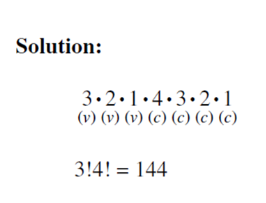 Solution:
3 • 2 • 1 • 4 • 3 • 2 • 1
(v) (v) (v) (c) (c) (c) (c)
3!4! = 144